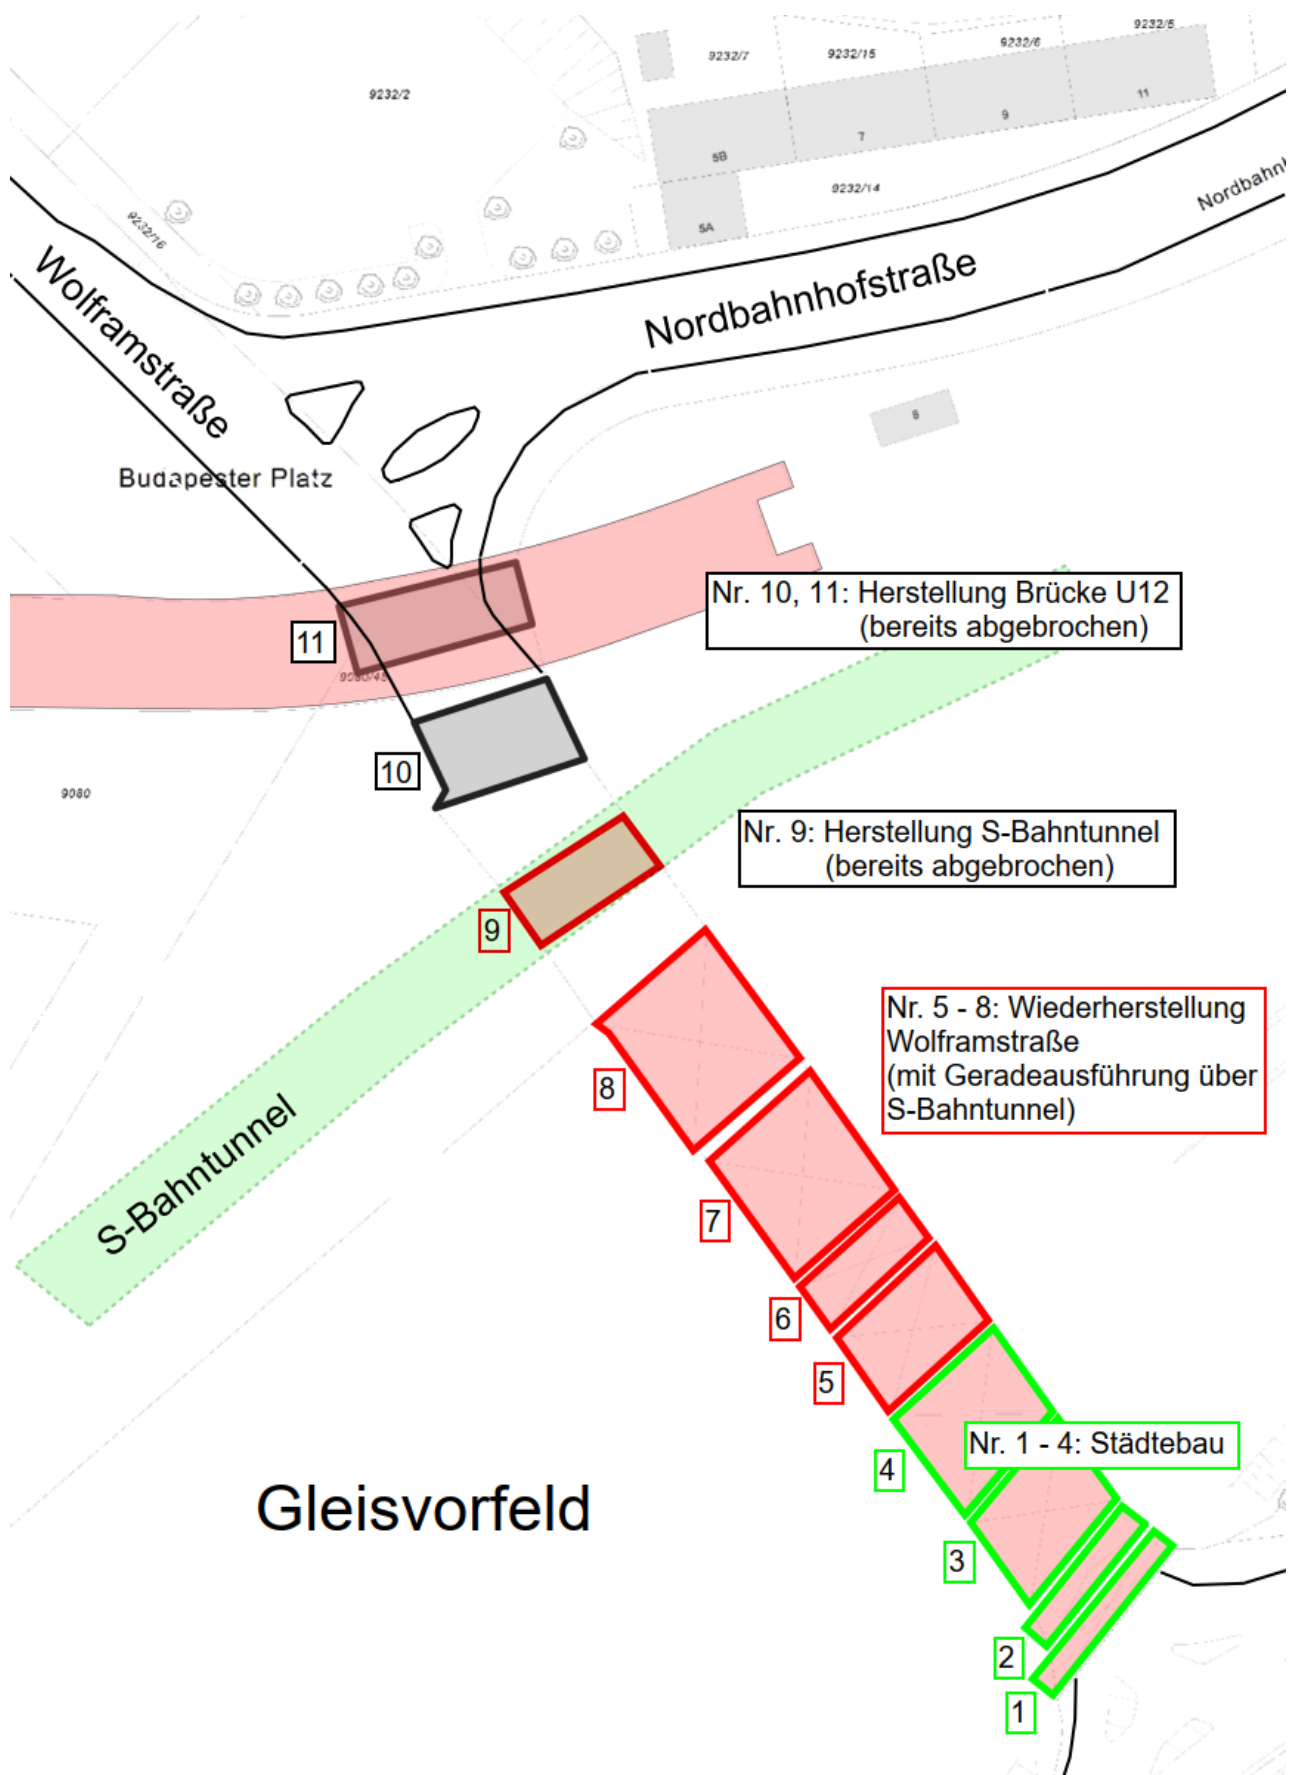 9232/5
9232/6
9232/15
9232/7
9232/2
11
9
7
5B
9232/14
5A
9232/16
Nordbahnh
Wolframstraße
Nordbahnhofstraße
8
Budapester Platz
Nr. 10, 11: Herstellung Brücke U12
(bereits abgebrochen)
11
9080/45
10
9080
Nr. 9: Herstellung S-Bahntunnel
(bereits abgebrochen)
9
Nr. 5 - 8: Wiederherstellung
Wolframstraße
(mit Geradeausführung über
S-Bahntunnel)
8
S-Bahntunnel
7
6
5
Nr. 1 - 4: Städtebau
4
Gleisvorfeld
3
2
1